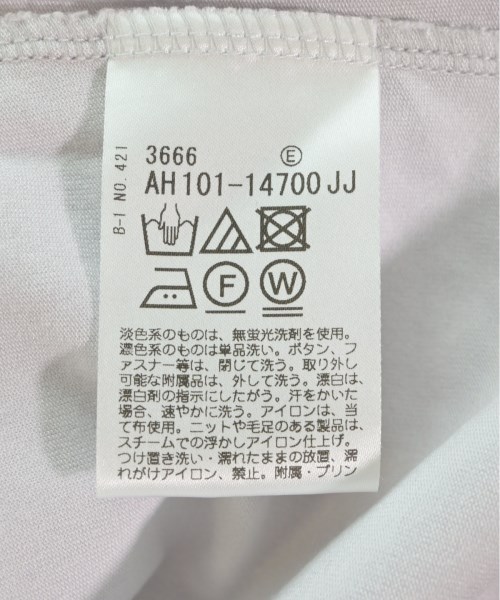 B-I NO.421
3666 Ⓔ
AH101-14700JJ
F W
淡色系のものは、無蛍光洗剤を使用。
濃色系のものは単品洗い。ボタン、フ
ァスナー等は、閉じて洗う。取り外し
可能な附属品は、外して洗う。漂白は、
漂白剤の指示にしたがう。汗をかいた
場合、速やかに洗う。アイロンは、当
て布使用。ニットや毛足のある製品は、
スチームでの浮かしアイロン仕上げ。
つけ置き洗い・濡れたままの放置、濡
れがけアイロン、禁止。附属・プリン